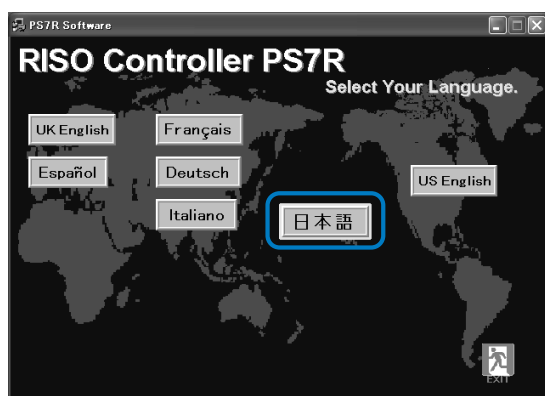 PS7R Software
RISO Controller PS7R
Select Your Language.
UK English
Français
Español
Deutsch
US English
Italiano
日本語
EXIT